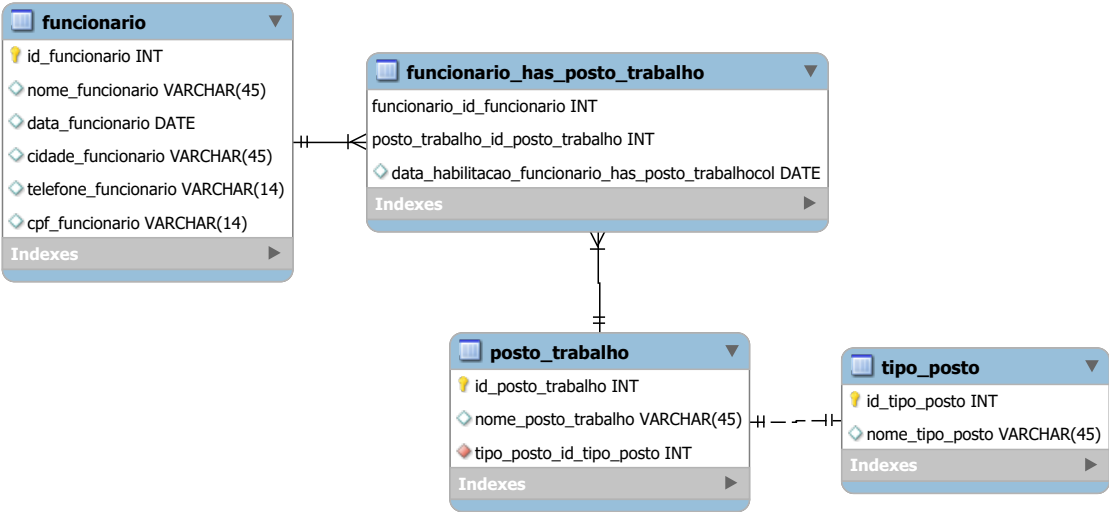 funcionario
id_funcionario INT
nome_funcionario VARCHAR(45)
data_funcionario DATE
cidade_funcionario VARCHAR(45)
telefone_funcionario VARCHAR(14)
cpf_funcionario VARCHAR(14)
Indexes
funcionario_has_posto_trabalho
funcionario_id_funcionario INT
posto_trabalho_id_posto_trabalho INT
data_habilitacao_funcionario_has_posto_trabalhocol DATE
Indexes
posto_trabalho
id_posto_trabalho INT
nome_posto_trabalho VARCHAR(45)
tipo_posto_id_tipo_posto INT
Indexes
tipo_posto
id_tipo_posto INT
nome_tipo_posto VARCHAR(45)
Indexes